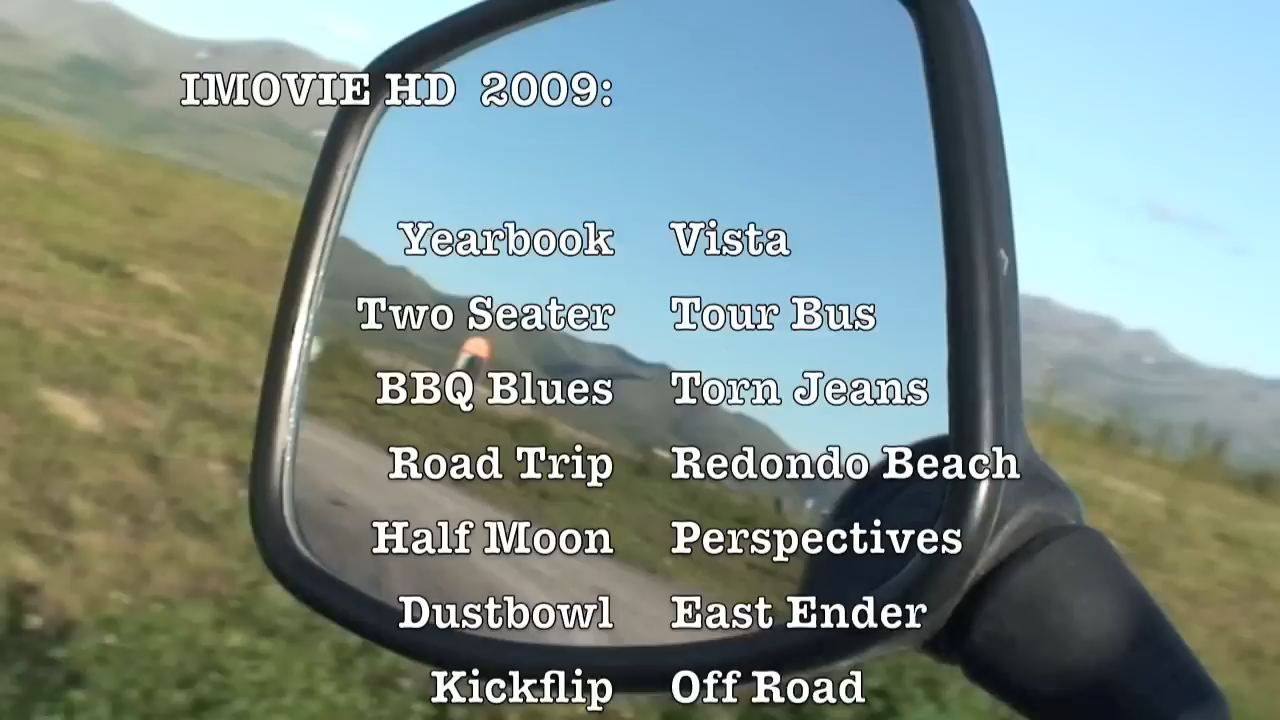 IMOVIE HD 2009:
Yearbook Vista
Two Seater Tour Bus
BBQ Blues Torn Jeans
Road Trip Redondo Beach
Half Moon Perspectives
Dustbowl East Ender
Kickflip Off Road